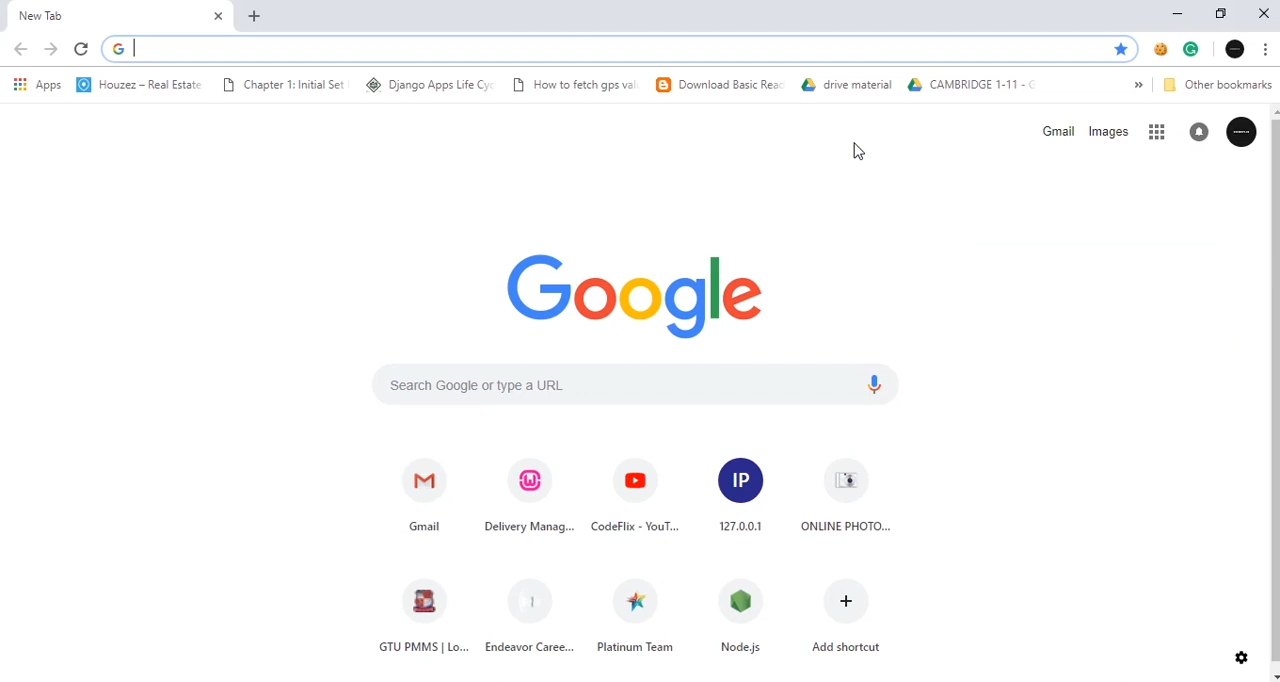 New Tab
Apps Houzez – Real Estate Chapter 1: Initial Set Django Apps Life Cyc How to fetch gps val Download Basic Read drive material CAMBRIDGE 1-11 - G » Other bookmarks
Gmail Images
Google
Search Google or type a URL
IP
Gmail Delivery Manag... CodeFlix - YouT... 127.0.0.1 ONLINE PHOTO...
GTU PMMS | Lo... Endeavor Caree... Platinum Team Node.js Add shortcut